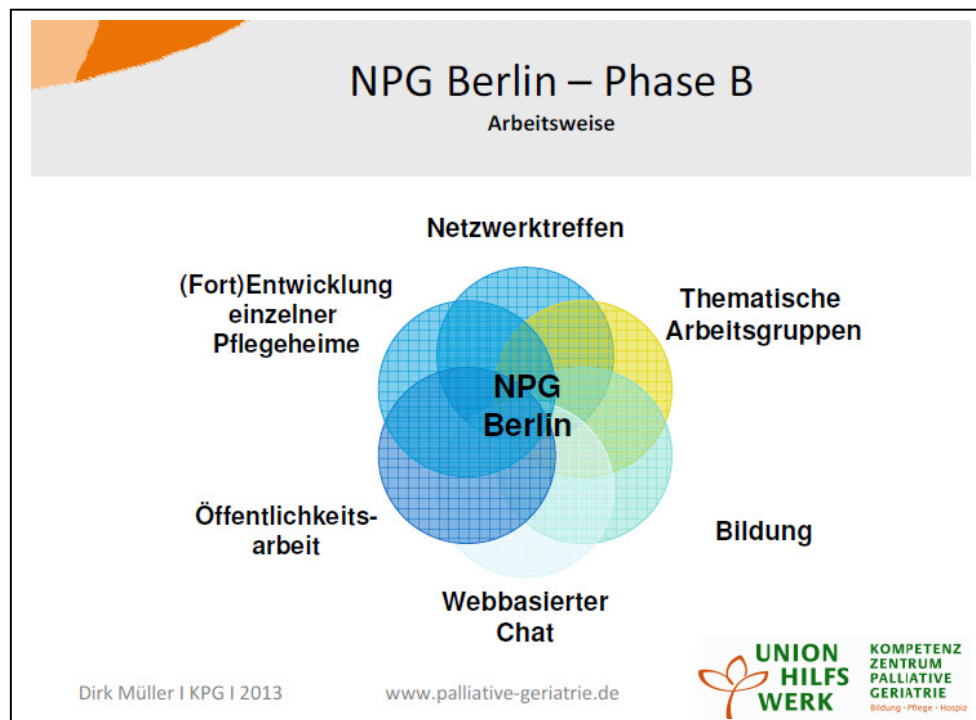 NPG Berlin – Phase B
Arbeitsweise
Netzwerktreffen
(Fort)Entwicklung
einzelner
Pflegeheime
Thematische
Arbeitsgruppen
NPG
Berlin
Öffentlichkeits-
arbeit
Bildung
Webbasierter
Chat
Dirk Müller I KPG I 2013
www.palliative-geriatrie.de
UNION
HILFS
WERK
KOMPETENZ
ZENTRUM
PALLIATIVE
GERIATRIE
Bildung · Pflege · Hospiz